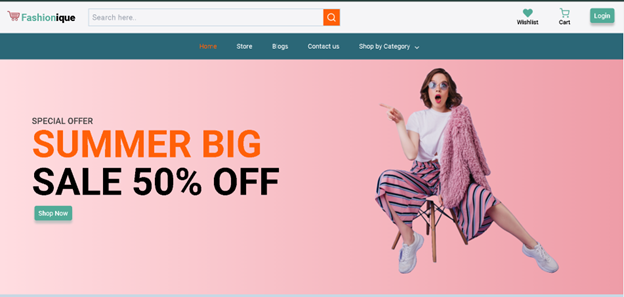 Fashionique
Search here..
Wishlist
Cart
Login
Home
Store
Blogs
Contact us
Shop by Category
SPECIAL OFFER
SUMMER BIG
SALE 50% OFF
Shop Now